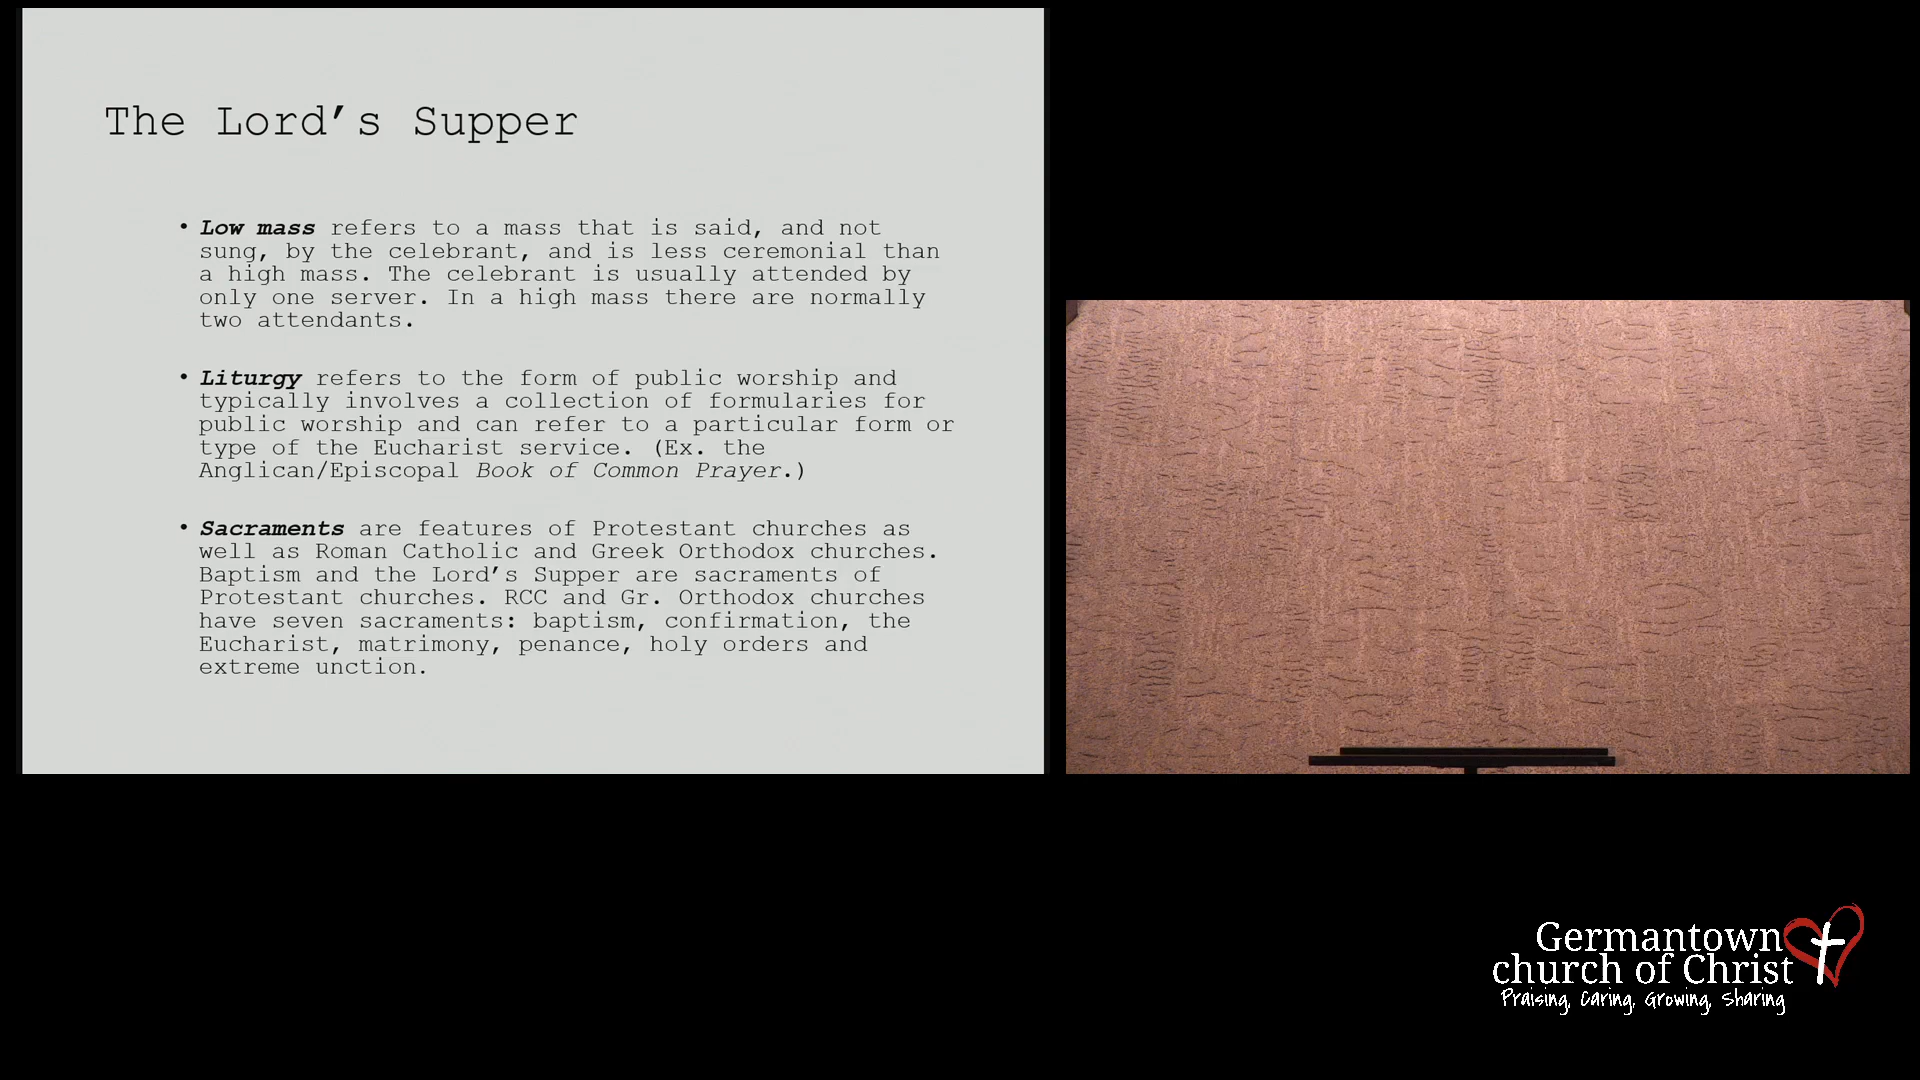 The Lord’s Supper
• Low mass refers to a mass that is said, and not
sung, by the celebrant, and is less ceremonial than
a high mass. The celebrant is usually attended by
only one server. In a high mass there are normally
two attendants.
• Liturgy refers to the form of public worship and
typically involves a collection of formularies for
public worship and can refer to a particular form or
type of the Eucharist service. (Ex. the
Anglican/Episcopal Book of Common Prayer.)
• Sacraments are features of Protestant churches as
well as Roman Catholic and Greek Orthodox churches.
Baptism and the Lord’s Supper are sacraments of
Protestant churches. RCC and Gr. Orthodox churches
have seven sacraments: baptism, confirmation, the
Eucharist, matrimony, penance, holy orders and
extreme unction.
Germantown
church of Christ
Praising, Caring, Growing, Sharing